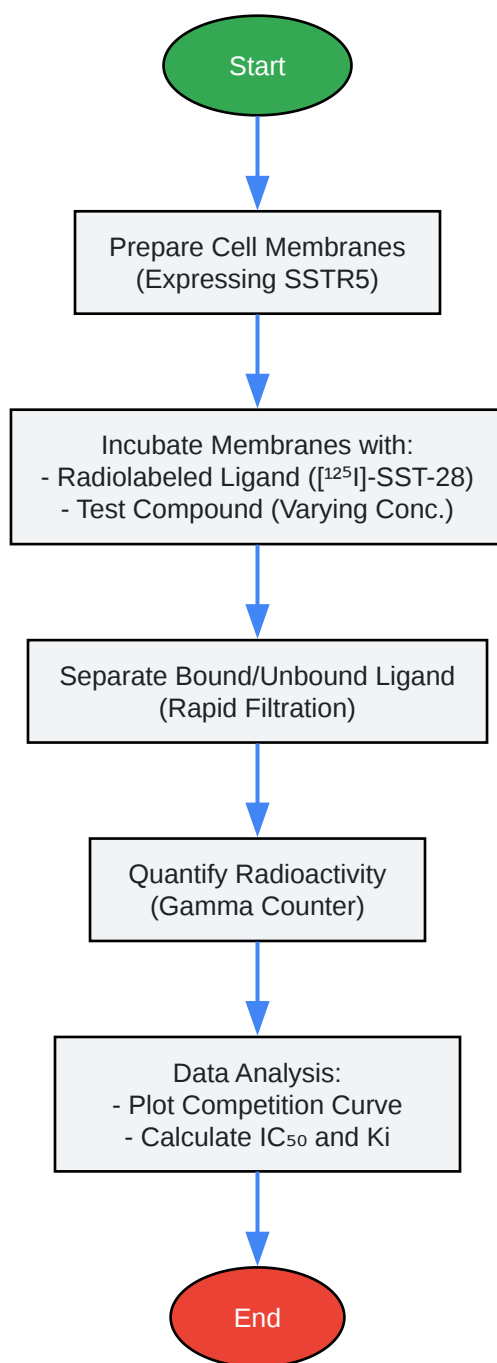 Start
Prepare Cell Membranes
(Expressing SSTR5)
Incubate Membranes with:
- Radiolabeled Ligand ([¹²⁵I]-SST-28)
- Test Compound (Varying Conc.)
Separate Bound/Unbound Ligand
(Rapid Filtration)
Quantify Radioactivity
(Gamma Counter)
Data Analysis:
- Plot Competition Curve
- Calculate IC₅₀ and Ki
End